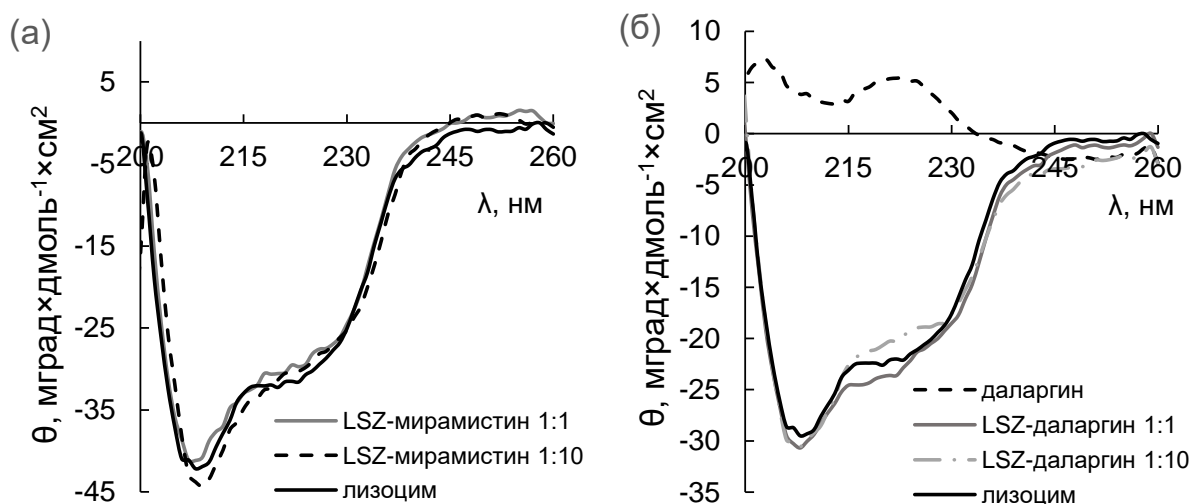 (а)
5
-5
-15
-25
-35
-45
200
215
230
245
260
λ, нм
θ, мград×дмоль⁻¹×см²
LSZ-мирамистин 1:1
LSZ-мирамистин 1:10
лизоцим
(б)
10
5
0
-5
-10
-15
-20
-25
-30
-35
200
215
230
245
260
λ, нм
θ, мград×дмоль⁻¹×см²
даларгин
LSZ-даларгин 1:1
LSZ-даларгин 1:10
лизоцим